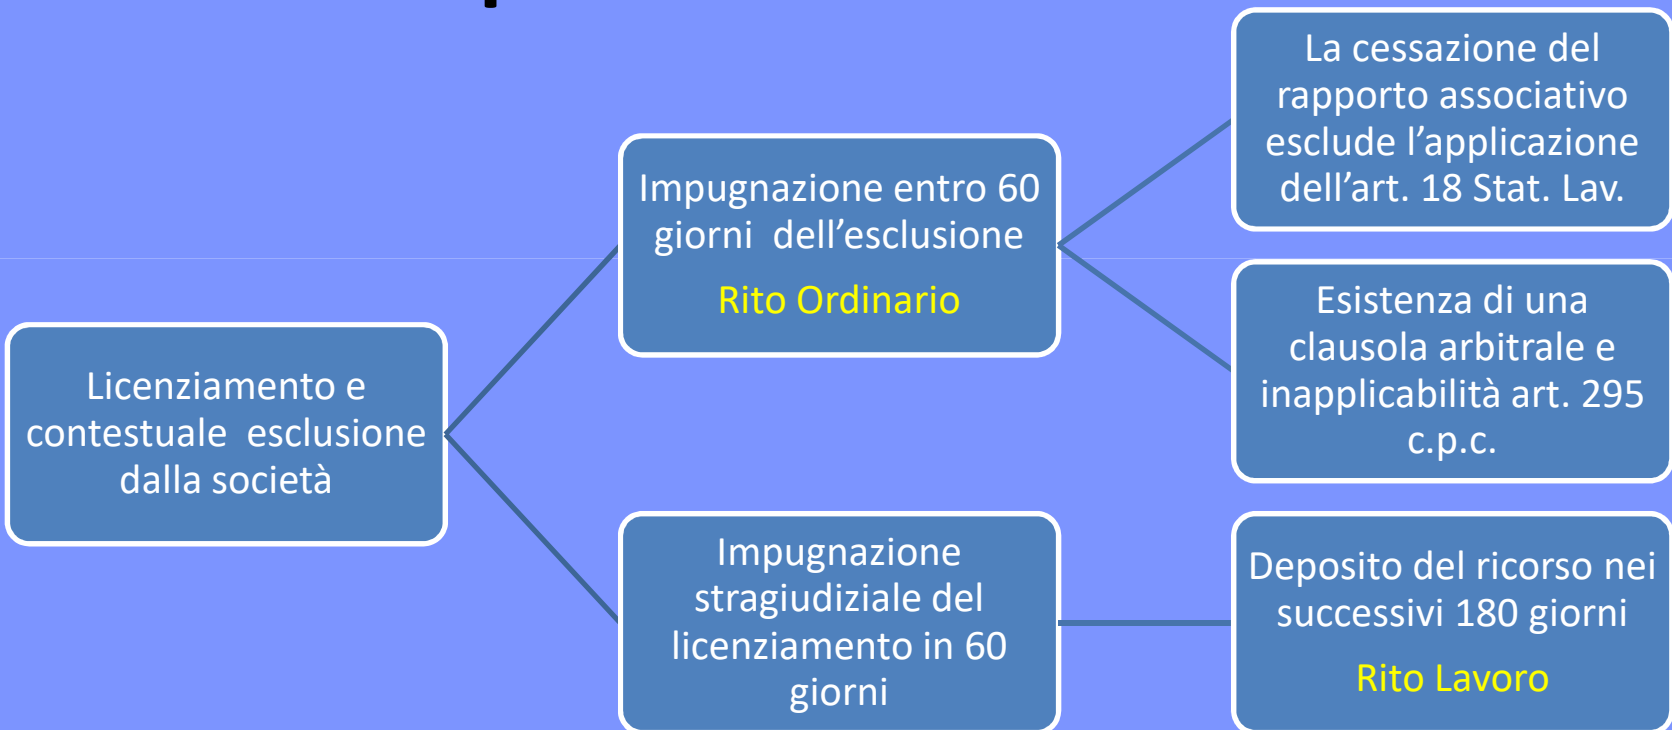 Licenziamento e
contestuale esclusione
dalla società
Impugnazione entro 60
giorni dell’esclusione
Rito Ordinario
La cessazione del
rapporto associativo
esclude l’applicazione
dell’art. 18 Stat. Lav.
Esistenza di una
clausola arbitrale e
inapplicabilità art. 295
c.p.c.
Impugnazione
stragiudiziale del
licenziamento in 60
giorni
Deposito del ricorso nei
successivi 180 giorni
Rito Lavoro